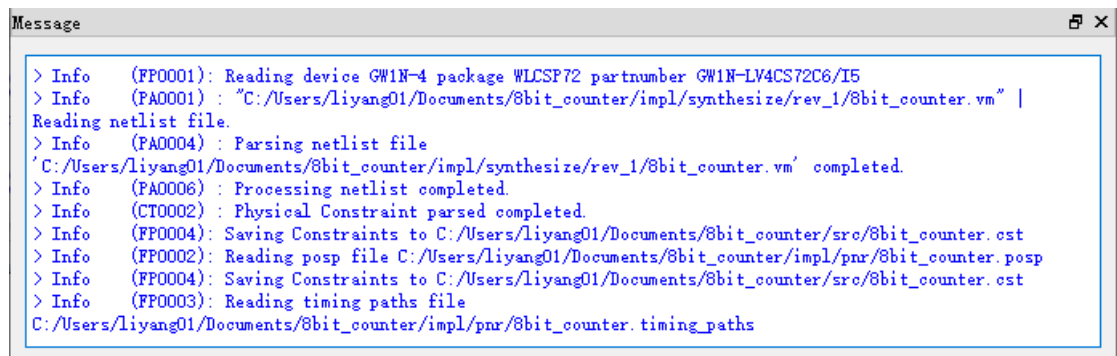 Message
> Info (FP0001): Reading device GW1N-4 package WLCSP72 partnumber GW1N-LV4CS72C6/I5
> Info (PA0001) : "C:/Users/liyang01/Documents/8bit_counter/impl/synthesize/rev_1/8bit_counter.vm" |
Reading netlist file.
> Info (PA0004) : Parsing netlist file
'C:/Users/liyang01/Documents/8bit_counter/impl/synthesize/rev_1/8bit_counter.vm' completed.
> Info (PA0006) : Processing netlist completed.
> Info (CT0002) : Physical Constraint parsed completed.
> Info (FP0004): Saving Constraints to C:/Users/liyang01/Documents/8bit_counter/src/8bit_counter.cst
> Info (FP0002): Reading posp file C:/Users/liyang01/Documents/8bit_counter/impl/pnr/8bit_counter.posp
> Info (FP0004): Saving Constraints to C:/Users/liyang01/Documents/8bit_counter/src/8bit_counter.cst
> Info (FP0003): Reading timing paths file
C:/Users/liyang01/Documents/8bit_counter/impl/pnr/8bit_counter.timing_paths